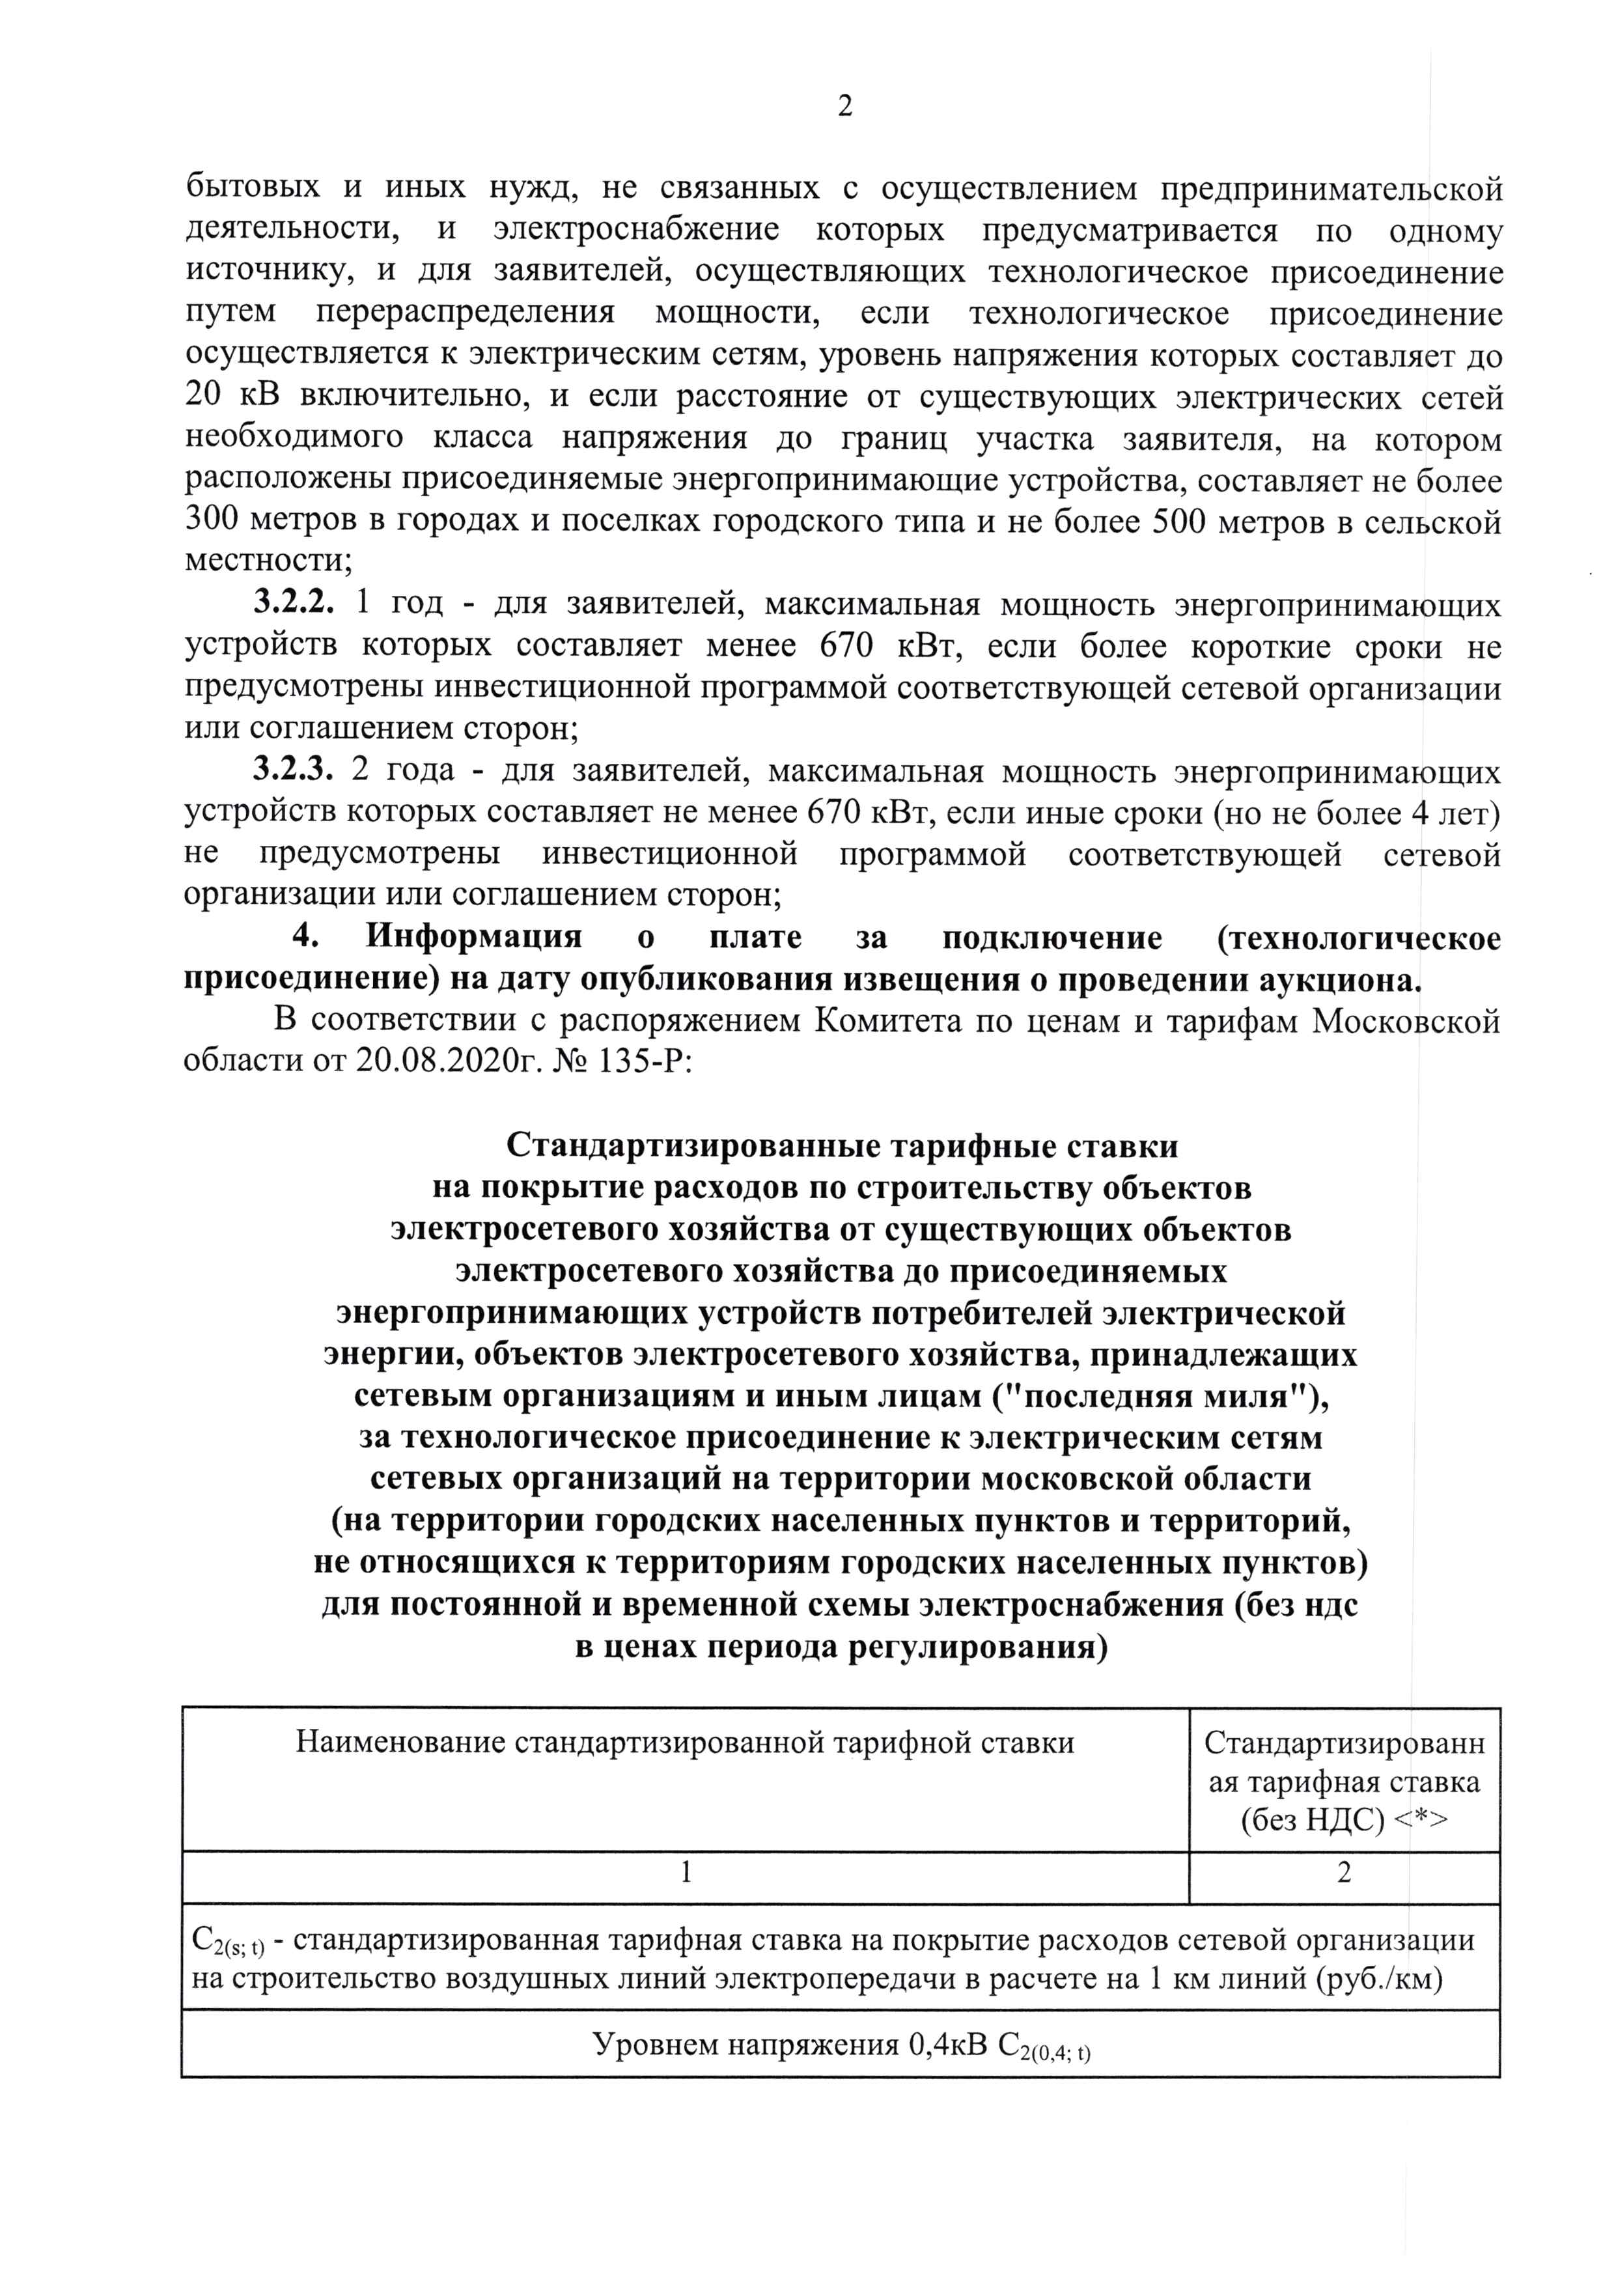 2
бытовых и иных нужд, не связанных с осуществлением предпринимательской
деятельности, и электроснабжение которых предусматривается по одному
источнику, и для заявителей, осуществляющих технологическое присоединение
путем перераспределения мощности, если технологическое присоединение
осуществляется к электрическим сетям, уровень напряжения которых составляет до
20 кВ включительно, и если расстояние от существующих электрических сетей
необходимого класса напряжения до границ участка заявителя, на котором
расположены присоединяемые энергопринимающие устройства, составляет не более
300 метров в городах и поселках городского типа и не более 500 метров в сельской
местности;
3.2.2. 1 год - для заявителей, максимальная мощность энергопринимающих
устройств которых составляет менее 670 кВт, если более короткие сроки не
предусмотрены инвестиционной программой соответствующей сетевой организации
или соглашением сторон;
3.2.3. 2 года - для заявителей, максимальная мощность энергопринимающих
устройств которых составляет не менее 670 кВт, если иные сроки (но не более 4 лет)
не предусмотрены инвестиционной программой соответствующей сетевой
организации или соглашением сторон;
4. Информация о плате за подключение (технологическое
присоединение) на дату опубликования извещения о проведении аукциона.
В соответствии с распоряжением Комитета по ценам и тарифам Московской
области от 20.08.2020г. № 135-Р:
Стандартизированные тарифные ставки
на покрытие расходов по строительству объектов
электросетевого хозяйства от существующих объектов
электросетевого хозяйства до присоединяемых
энергопринимающих устройств потребителей электрической
энергии, объектов электросетевого хозяйства, принадлежащих
сетевым организациям и иным лицам ("последняя миля"),
за технологическое присоединение к электрическим сетям
сетевых организаций на территории московской области
(на территории городских населенных пунктов и территорий,
не относящихся к территориям городских населенных пунктов)
для постоянной и временной схемы электроснабжения (без ндс
в ценах периода регулирования)
Наименование стандартизированной тарифной ставки
Стандартизированн
ая тарифная ставка
(без НДС) <*>
1
2
С2(s; t) - стандартизированная тарифная ставка на покрытие расходов сетевой организации
на строительство воздушных линий электропередачи в расчете на 1 км линий (руб./км)
Уровнем напряжения 0,4кВ С2(0,4; t)